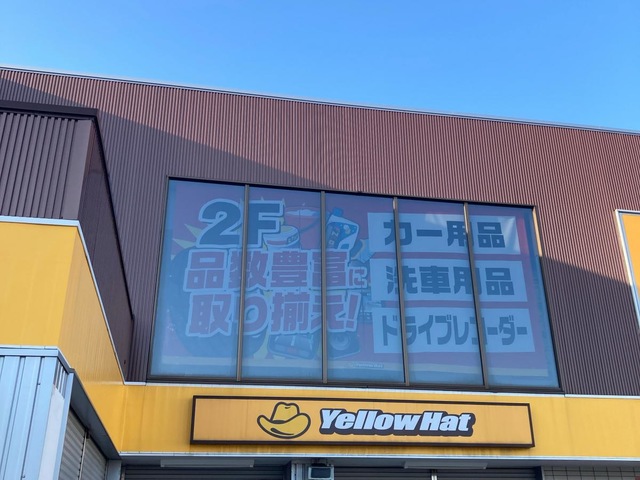 2F
品数豊富に
取り揃え!
カー用品
洗車用品
ドライブレコーダー
YellowHat